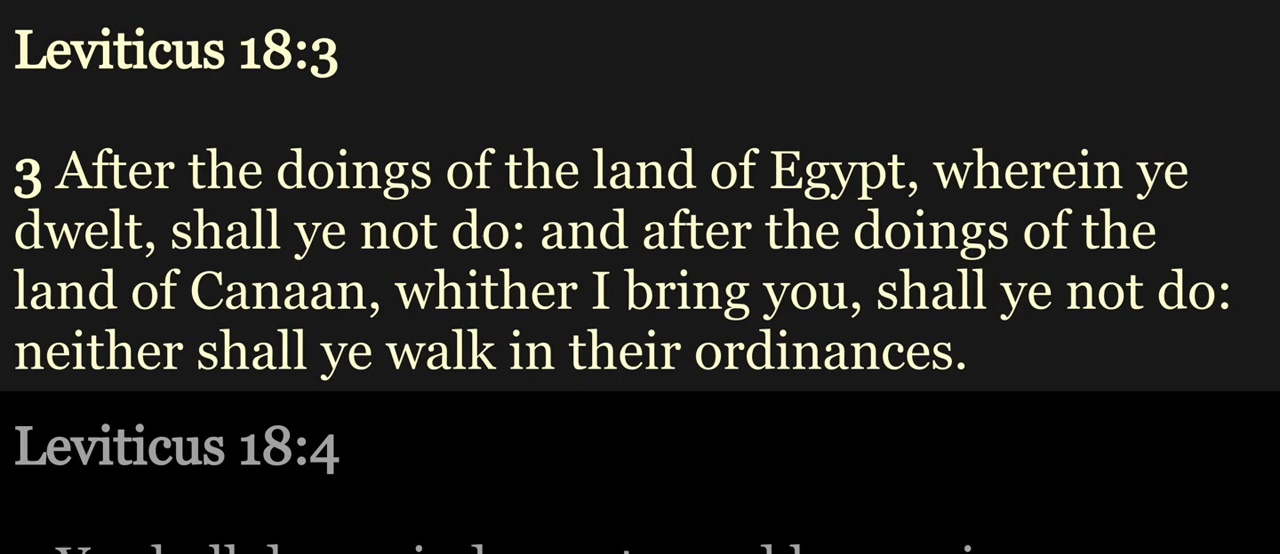 Leviticus 18:3
3 After the doings of the land of Egypt, wherein ye
dwelt, shall ye not do: and after the doings of the
land of Canaan, whither I bring you, shall ye not do:
neither shall ye walk in their ordinances.
Leviticus 18:4